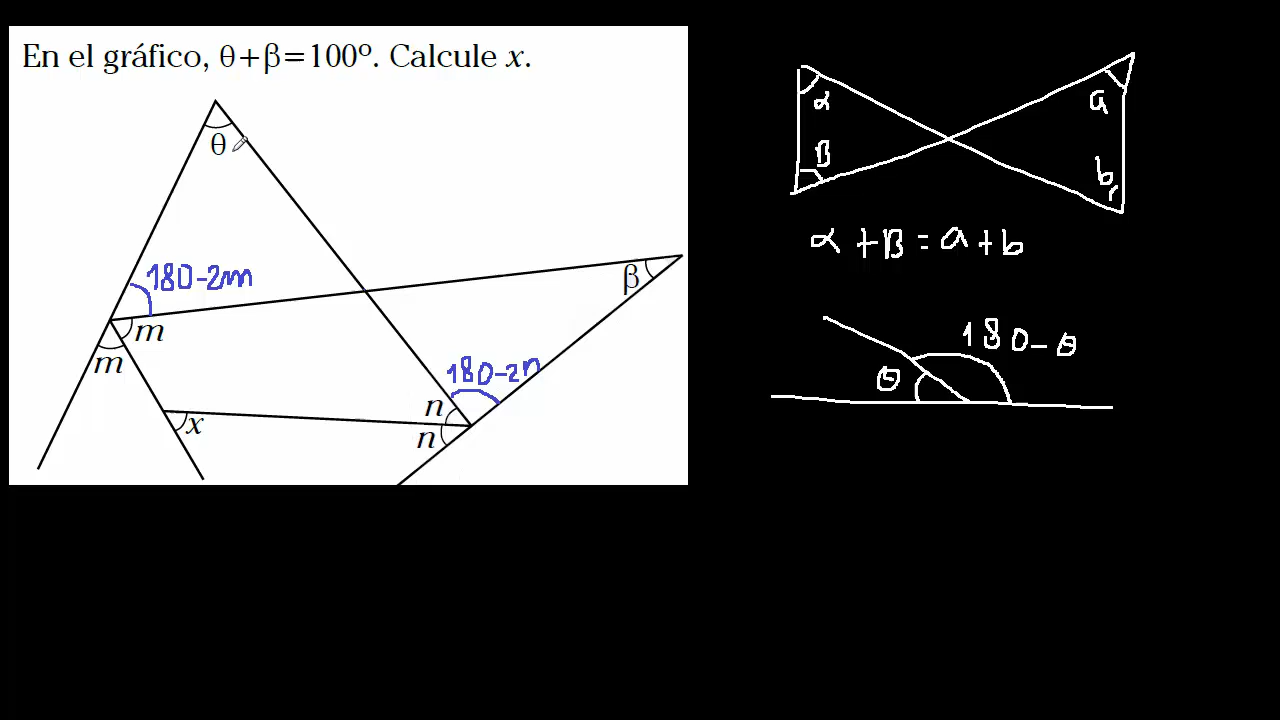 En el gráfico, θ+β=100º. Calcule x.
θ
180-2m
m
m
β
180-2n
n
n
x
α
β
a
b
α+β=a+b
θ
180-θ